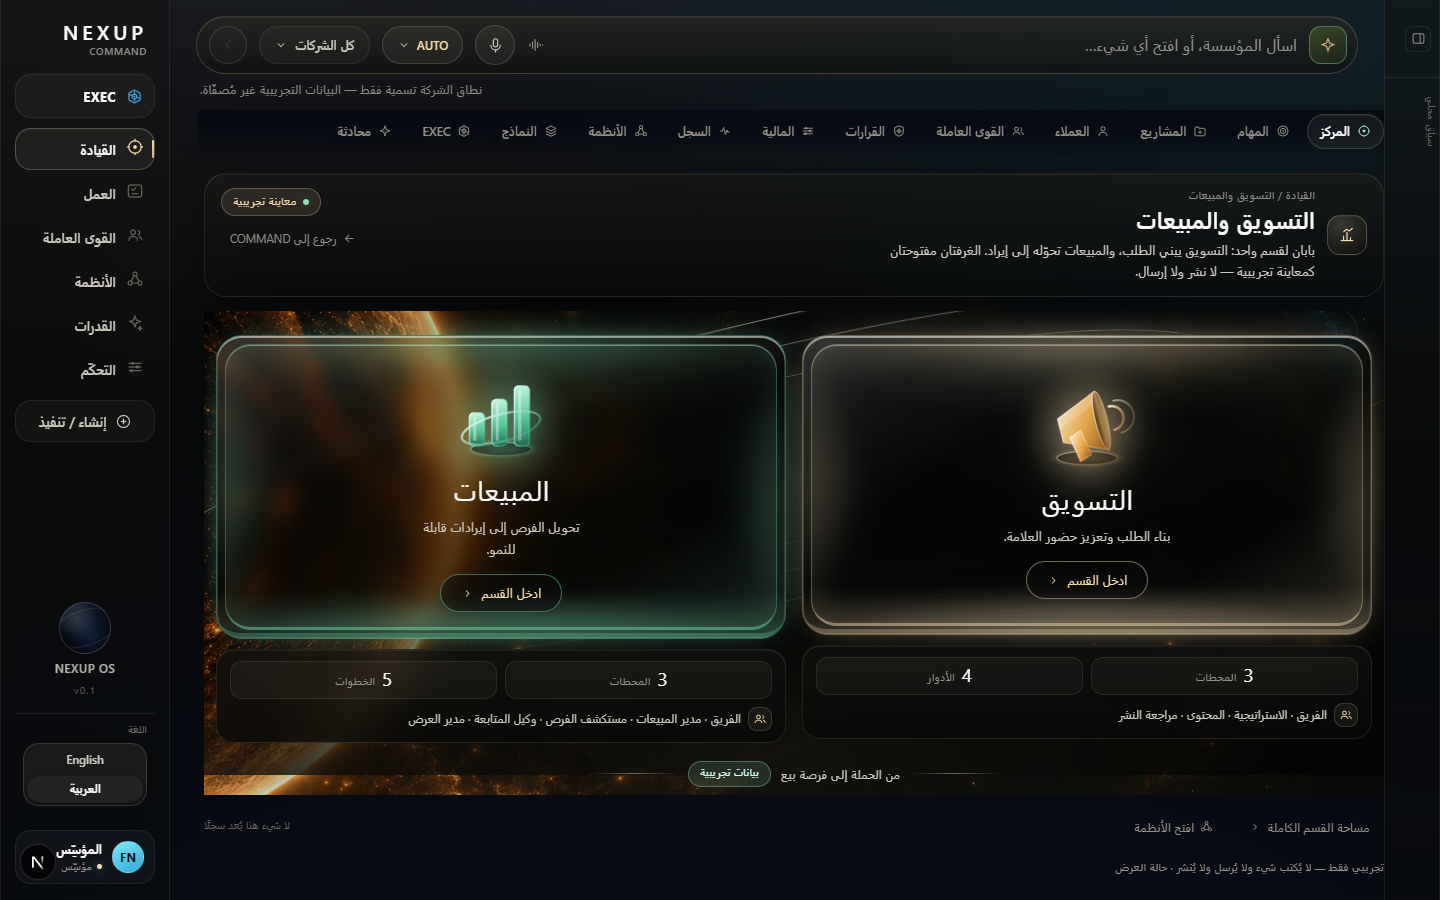 NEXUP
COMMAND
EXEC
القيادة
العمل
القوى العاملة
الأنظمة
القدرات
التحكّم
إنشاء / تنفيذ
NEXUP OS
v0.1
اللغة
English
العربية
FN
المؤسّس
مؤسّس
N
اسأل المؤسسة، أو افتح أي شيء...
AUTO
كل الشركات
نطاق الشركة تسمية فقط — البيانات التجريبية غير مُصفّاة.
المركز
المهام
المشاريع
العملاء
القوى العاملة
القرارات
المالية
السجل
الأنظمة
النماذج
EXEC
محادثة
سياق محلي
القيادة / التسويق والمبيعات
التسويق والمبيعات
بابان لقسم واحد: التسويق يبني الطلب، والمبيعات تحوّله إلى إيراد. الغرفتان مفتوحتان
كمعاينة تجريبية — لا نشر ولا إرسال.
معاينة تجريبية
رجوع إلى COMMAND
التسويق
بناء الطلب وتعزيز حضور العلامة.
ادخل القسم
3 المحطات
4 الأدوار
الفريق · الاستراتيجية · المحتوى · مراجعة النشر
المبيعات
تحويل الفرص إلى إيرادات قابلة
للنمو.
ادخل القسم
3 المحطات
5 الخطوات
الفريق · مدير المبيعات · مستكشف الفرص · وكيل المتابعة · مدير العرض
من الحملة إلى فرصة بيع
بيانات تجريبية
مساحة القسم الكاملة
افتح الأنظمة
لا شيء هنا يُعد سجلًا
تجريبي فقط — لا يُكتب شيء ولا يُرسل ولا يُنشر · حالة العرض